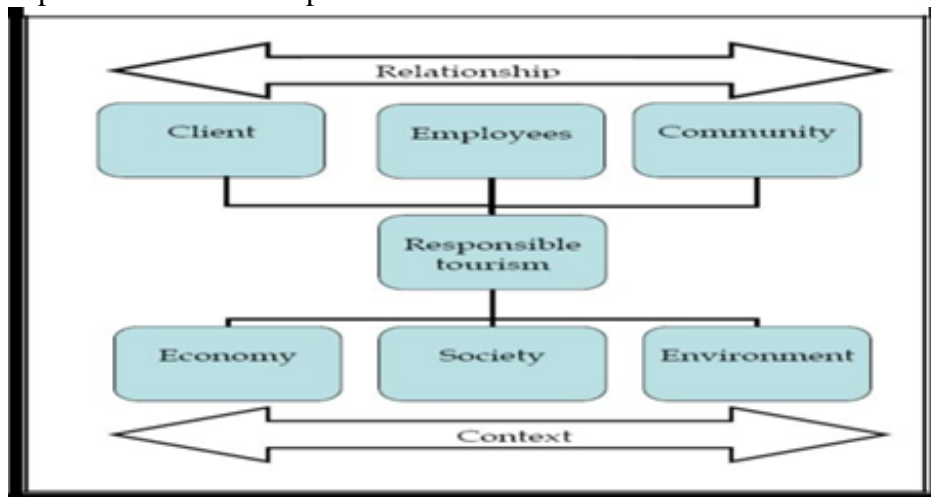 Relationship
Client
Employees
Community
Responsible
tourism
Economy
Society
Environment
Context